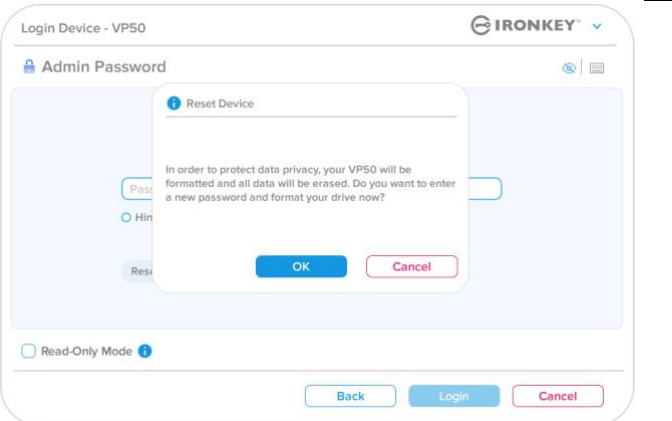 Login Device - VP50
IRONKEY
Admin Password
Reset Device
In order to protect data privacy, your VP50 will be
formatted and all data will be erased. Do you want to enter
a new password and format your drive now?
OK Cancel
Read-Only Mode
Back Login Cancel